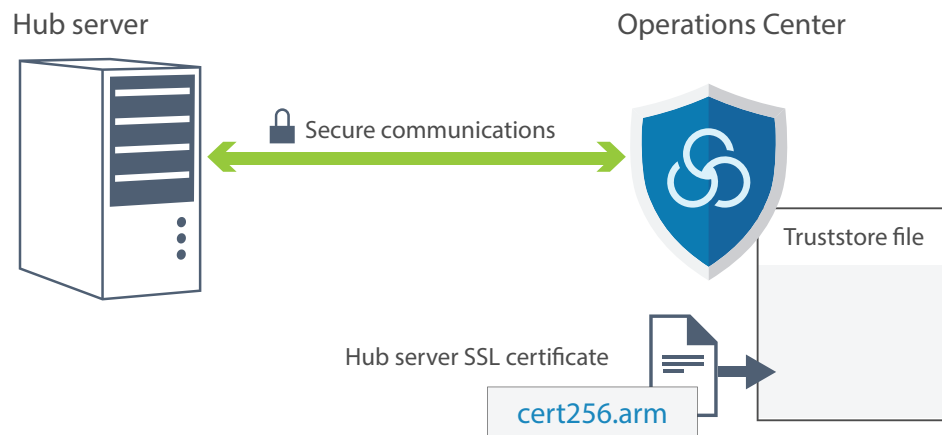 Hub server
Operations Center
Secure communications
Truststore file
Hub server SSL certificate
cert256.arm